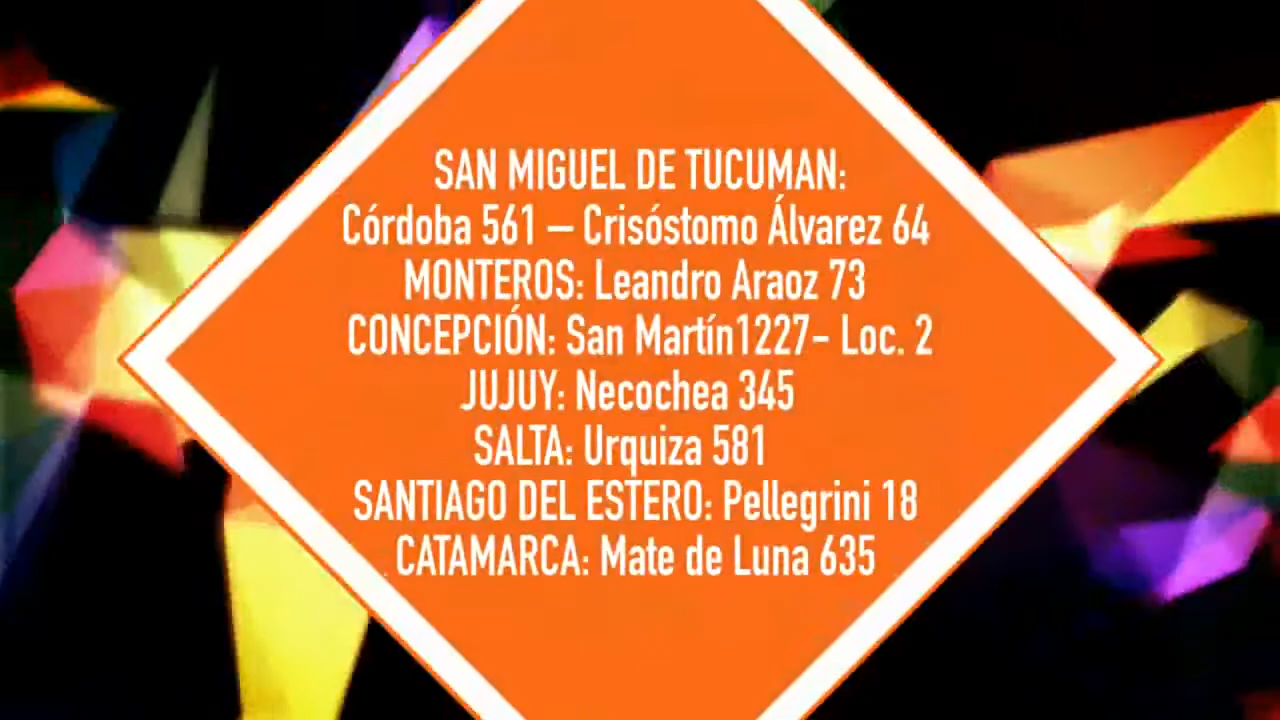 SAN MIGUEL DE TUCUMAN:
Córdoba 561 – Crisóstomo Álvarez 64
MONTEROS: Leandro Araoz 73
CONCEPCIÓN: San Martín1227- Loc. 2
JUJUY: Necochea 345
SALTA: Urquiza 581
SANTIAGO DEL ESTERO: Pellegrini 18
CATAMARCA: Mate de Luna 635